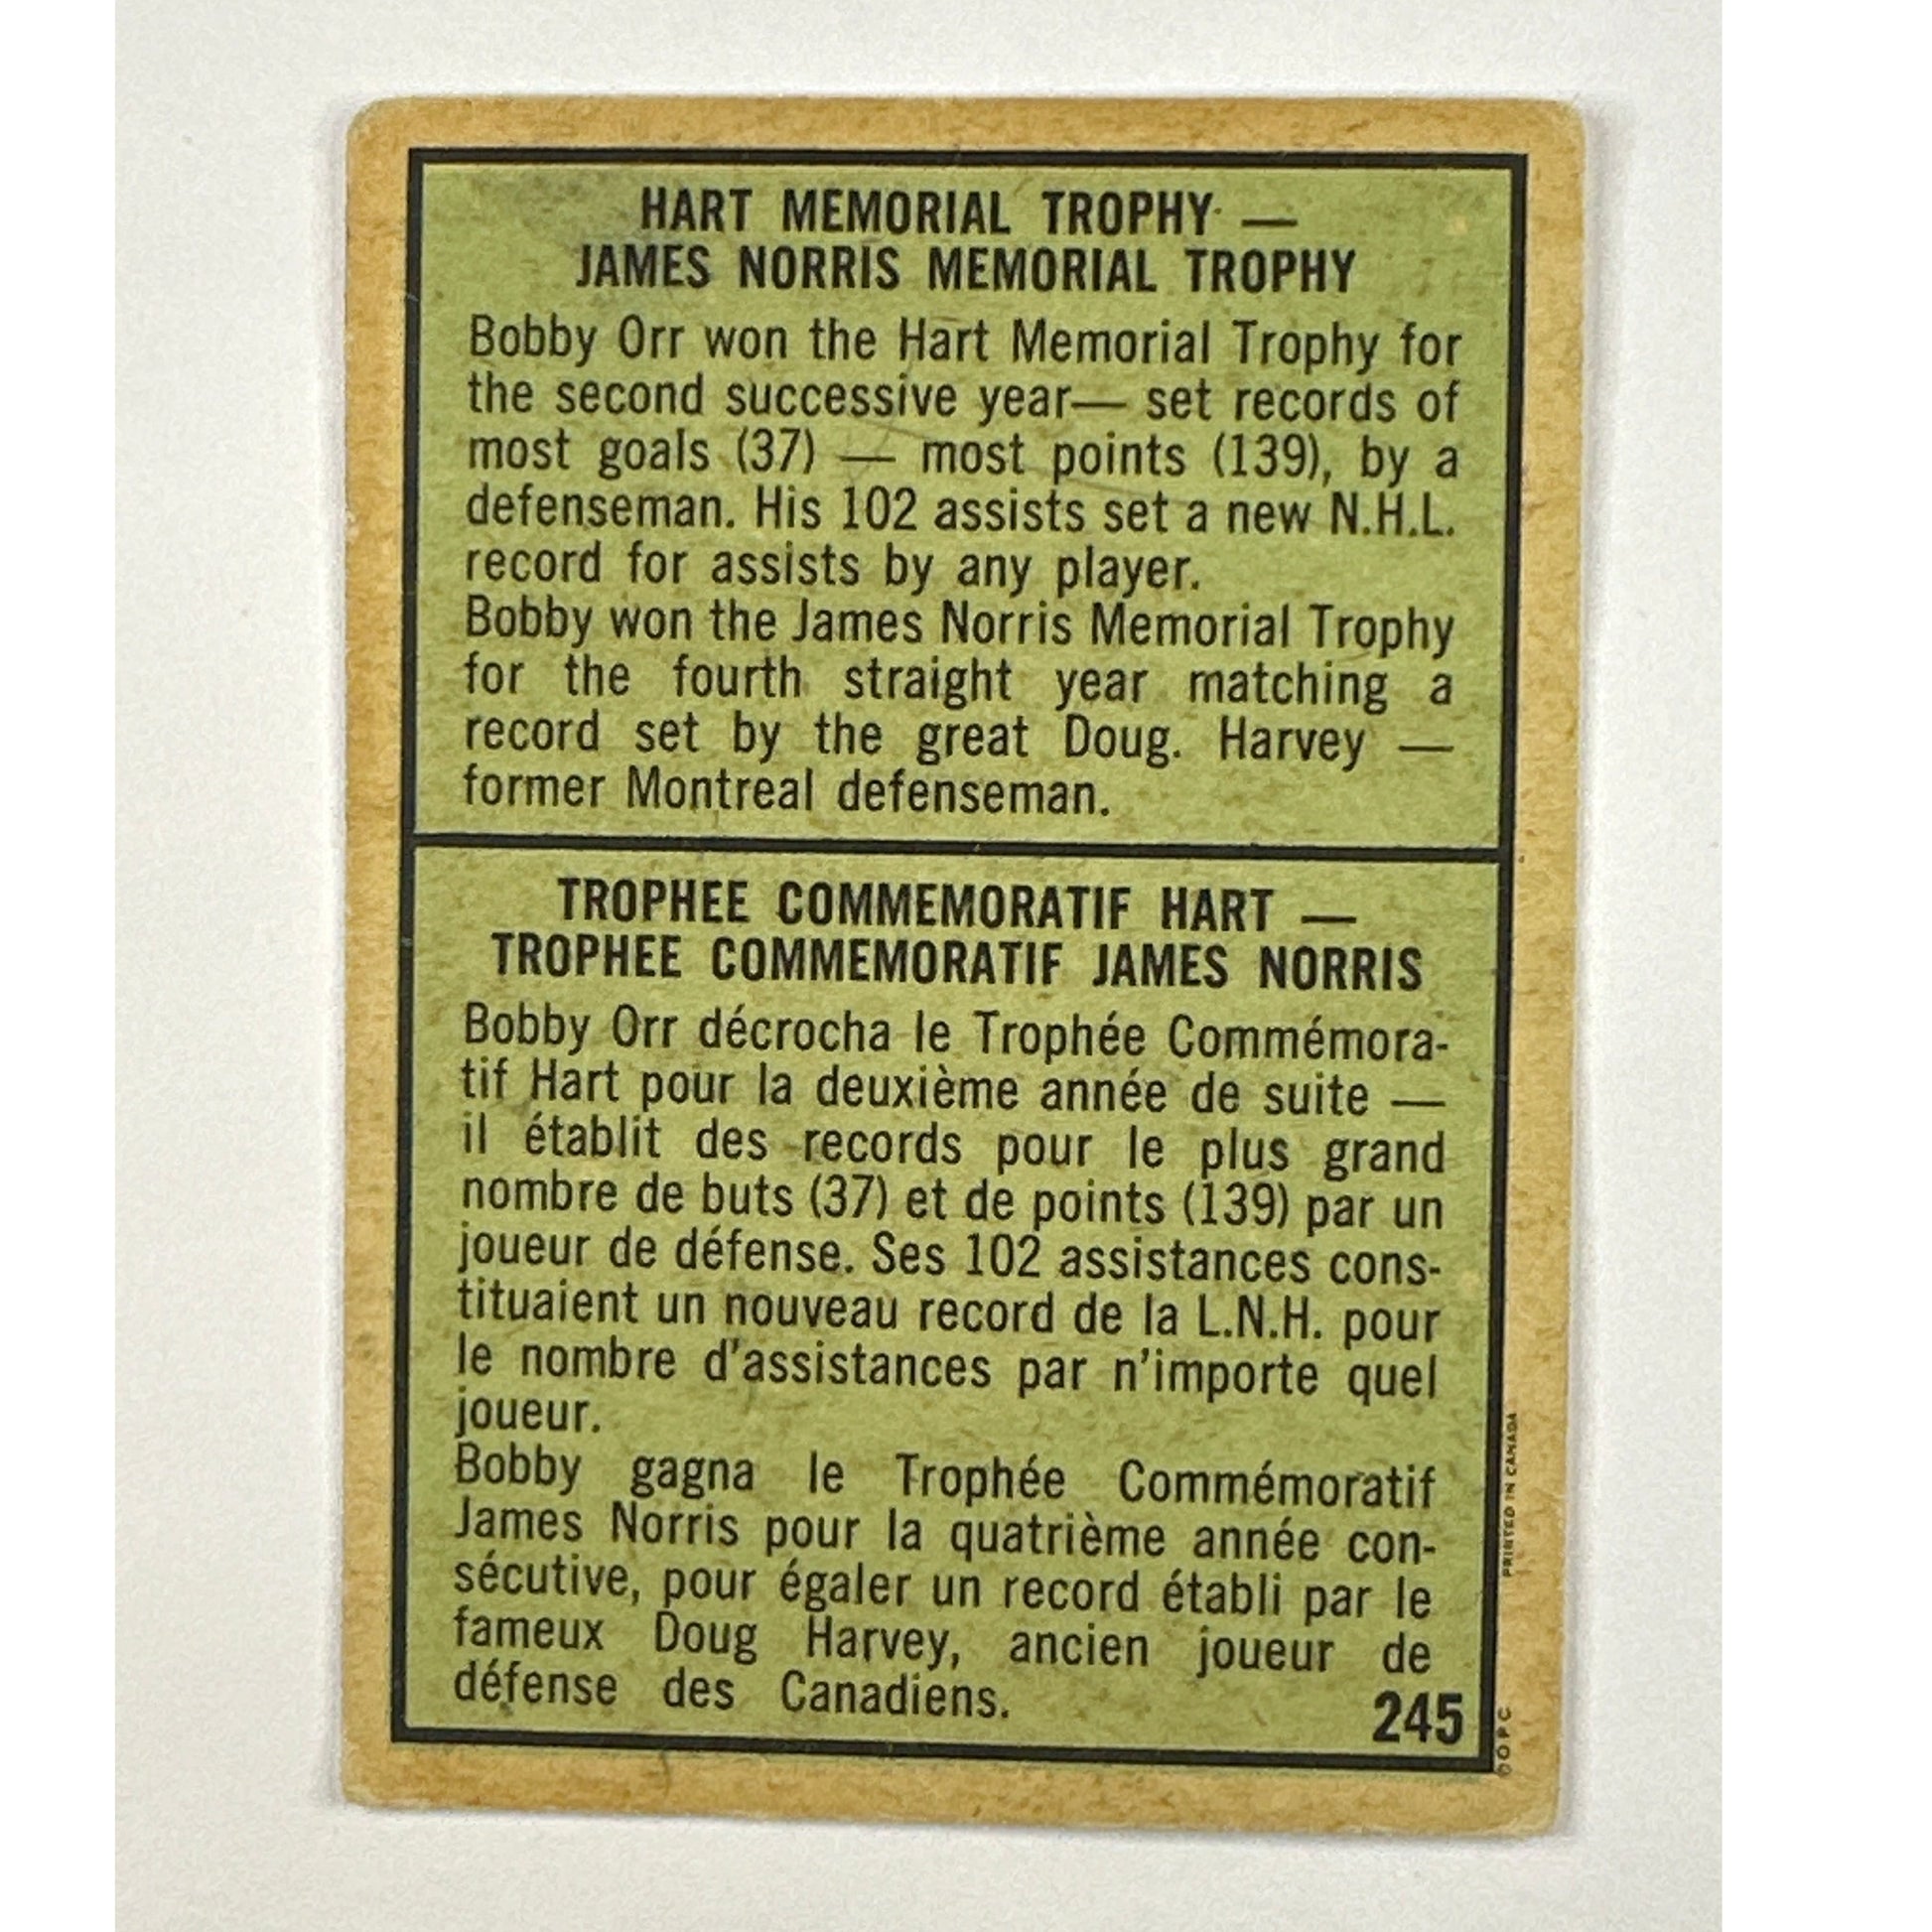 HART MEMORIAL TROPHY —
JAMES NORRIS MEMORIAL TROPHY
Bobby Orr won the Hart Memorial Trophy for
the second successive year— set records of
most goals (37) — most points (139), by a
defenseman. His 102 assists set a new N.H.L.
record for assists by any player.
Bobby won the James Norris Memorial Trophy
for the fourth straight year matching a
record set by the great Doug. Harvey —
former Montreal defenseman.
TROPHEE COMMEMORATIF HART —
TROPHEE COMMEMORATIF JAMES NORRIS
Bobby Orr décrocha le Trophée Commémora-
tif Hart pour la deuxième année de suite —
il établit des records pour le plus grand
nombre de buts (37) et de points (139) par un
joueur de défense. Ses 102 assistances cons-
tituaient un nouveau record de la L.N.H. pour
le nombre d'assistances par n'importe quel
joueur.
Bobby gagna le Trophée Commémoratif
James Norris pour la quatrième année con-
sécutive, pour égaler un record établi par le
fameux Doug Harvey, ancien joueur de
défense des Canadiens.
245
© O P C
PRINTED IN CANADA